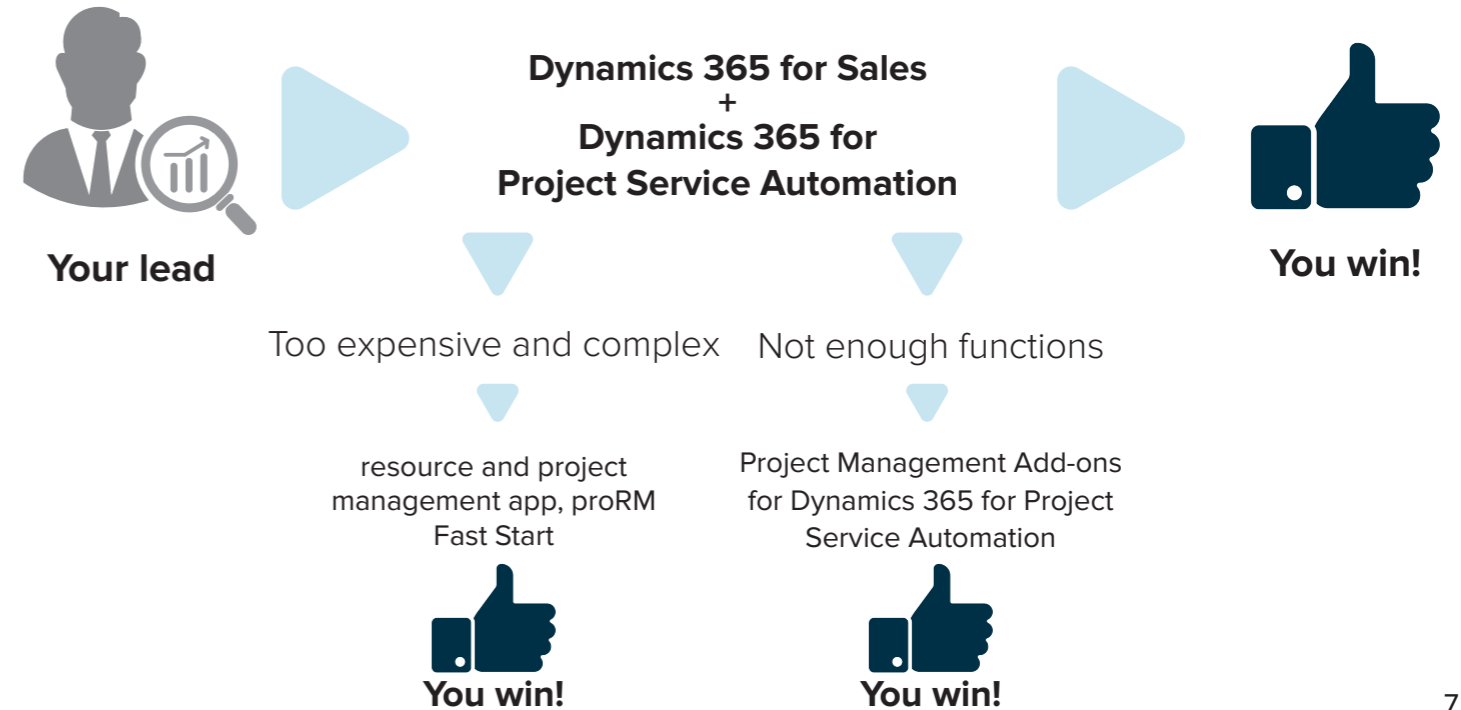 Dynamics 365 for Sales
+
Dynamics 365 for
Project Service Automation
Your lead
You win!
Too expensive and complex
Not enough functions
resource and project
management app, proRM
Fast Start
Project Management Add-ons
for Dynamics 365 for Project
Service Automation
You win!
You win!
7